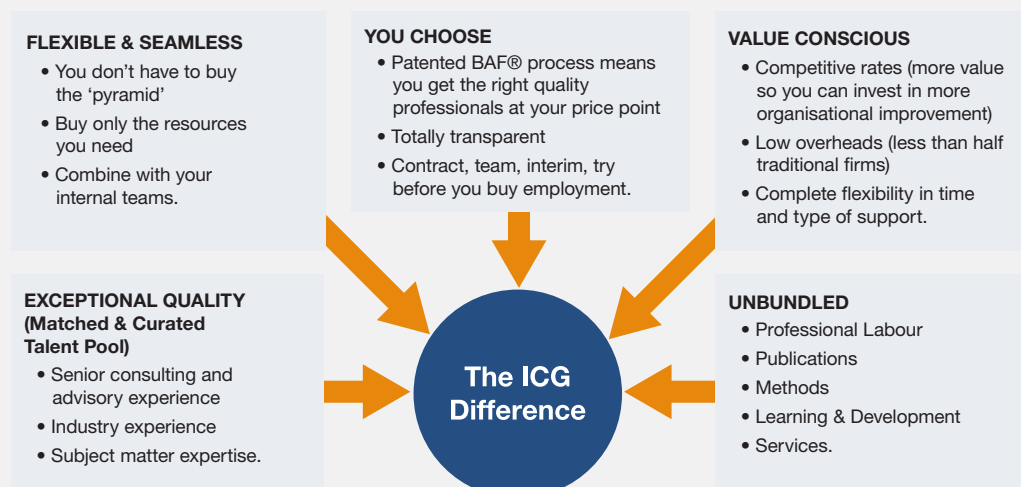 FLEXIBLE & SEAMLESS
• You don't have to buy
the 'pyramid'
• Buy only the resources
you need
• Combine with your
internal teams.
YOU CHOOSE
• Patented BAF® process means
you get the right quality
professionals at your price point
• Totally transparent
• Contract, team, interim, try
before you buy employment.
VALUE CONSCIOUS
• Competitive rates (more value
so you can invest in more
organisational improvement)
• Low overheads (less than half
traditional firms)
• Complete flexibility in time
and type of support.
EXCEPTIONAL QUALITY
(Matched & Curated
Talent Pool)
• Senior consulting and
advisory experience
• Industry experience
• Subject matter expertise.
The ICG
Difference
UNBUNDLED
• Professional Labour
• Publications
• Methods
• Learning & Development
• Services.